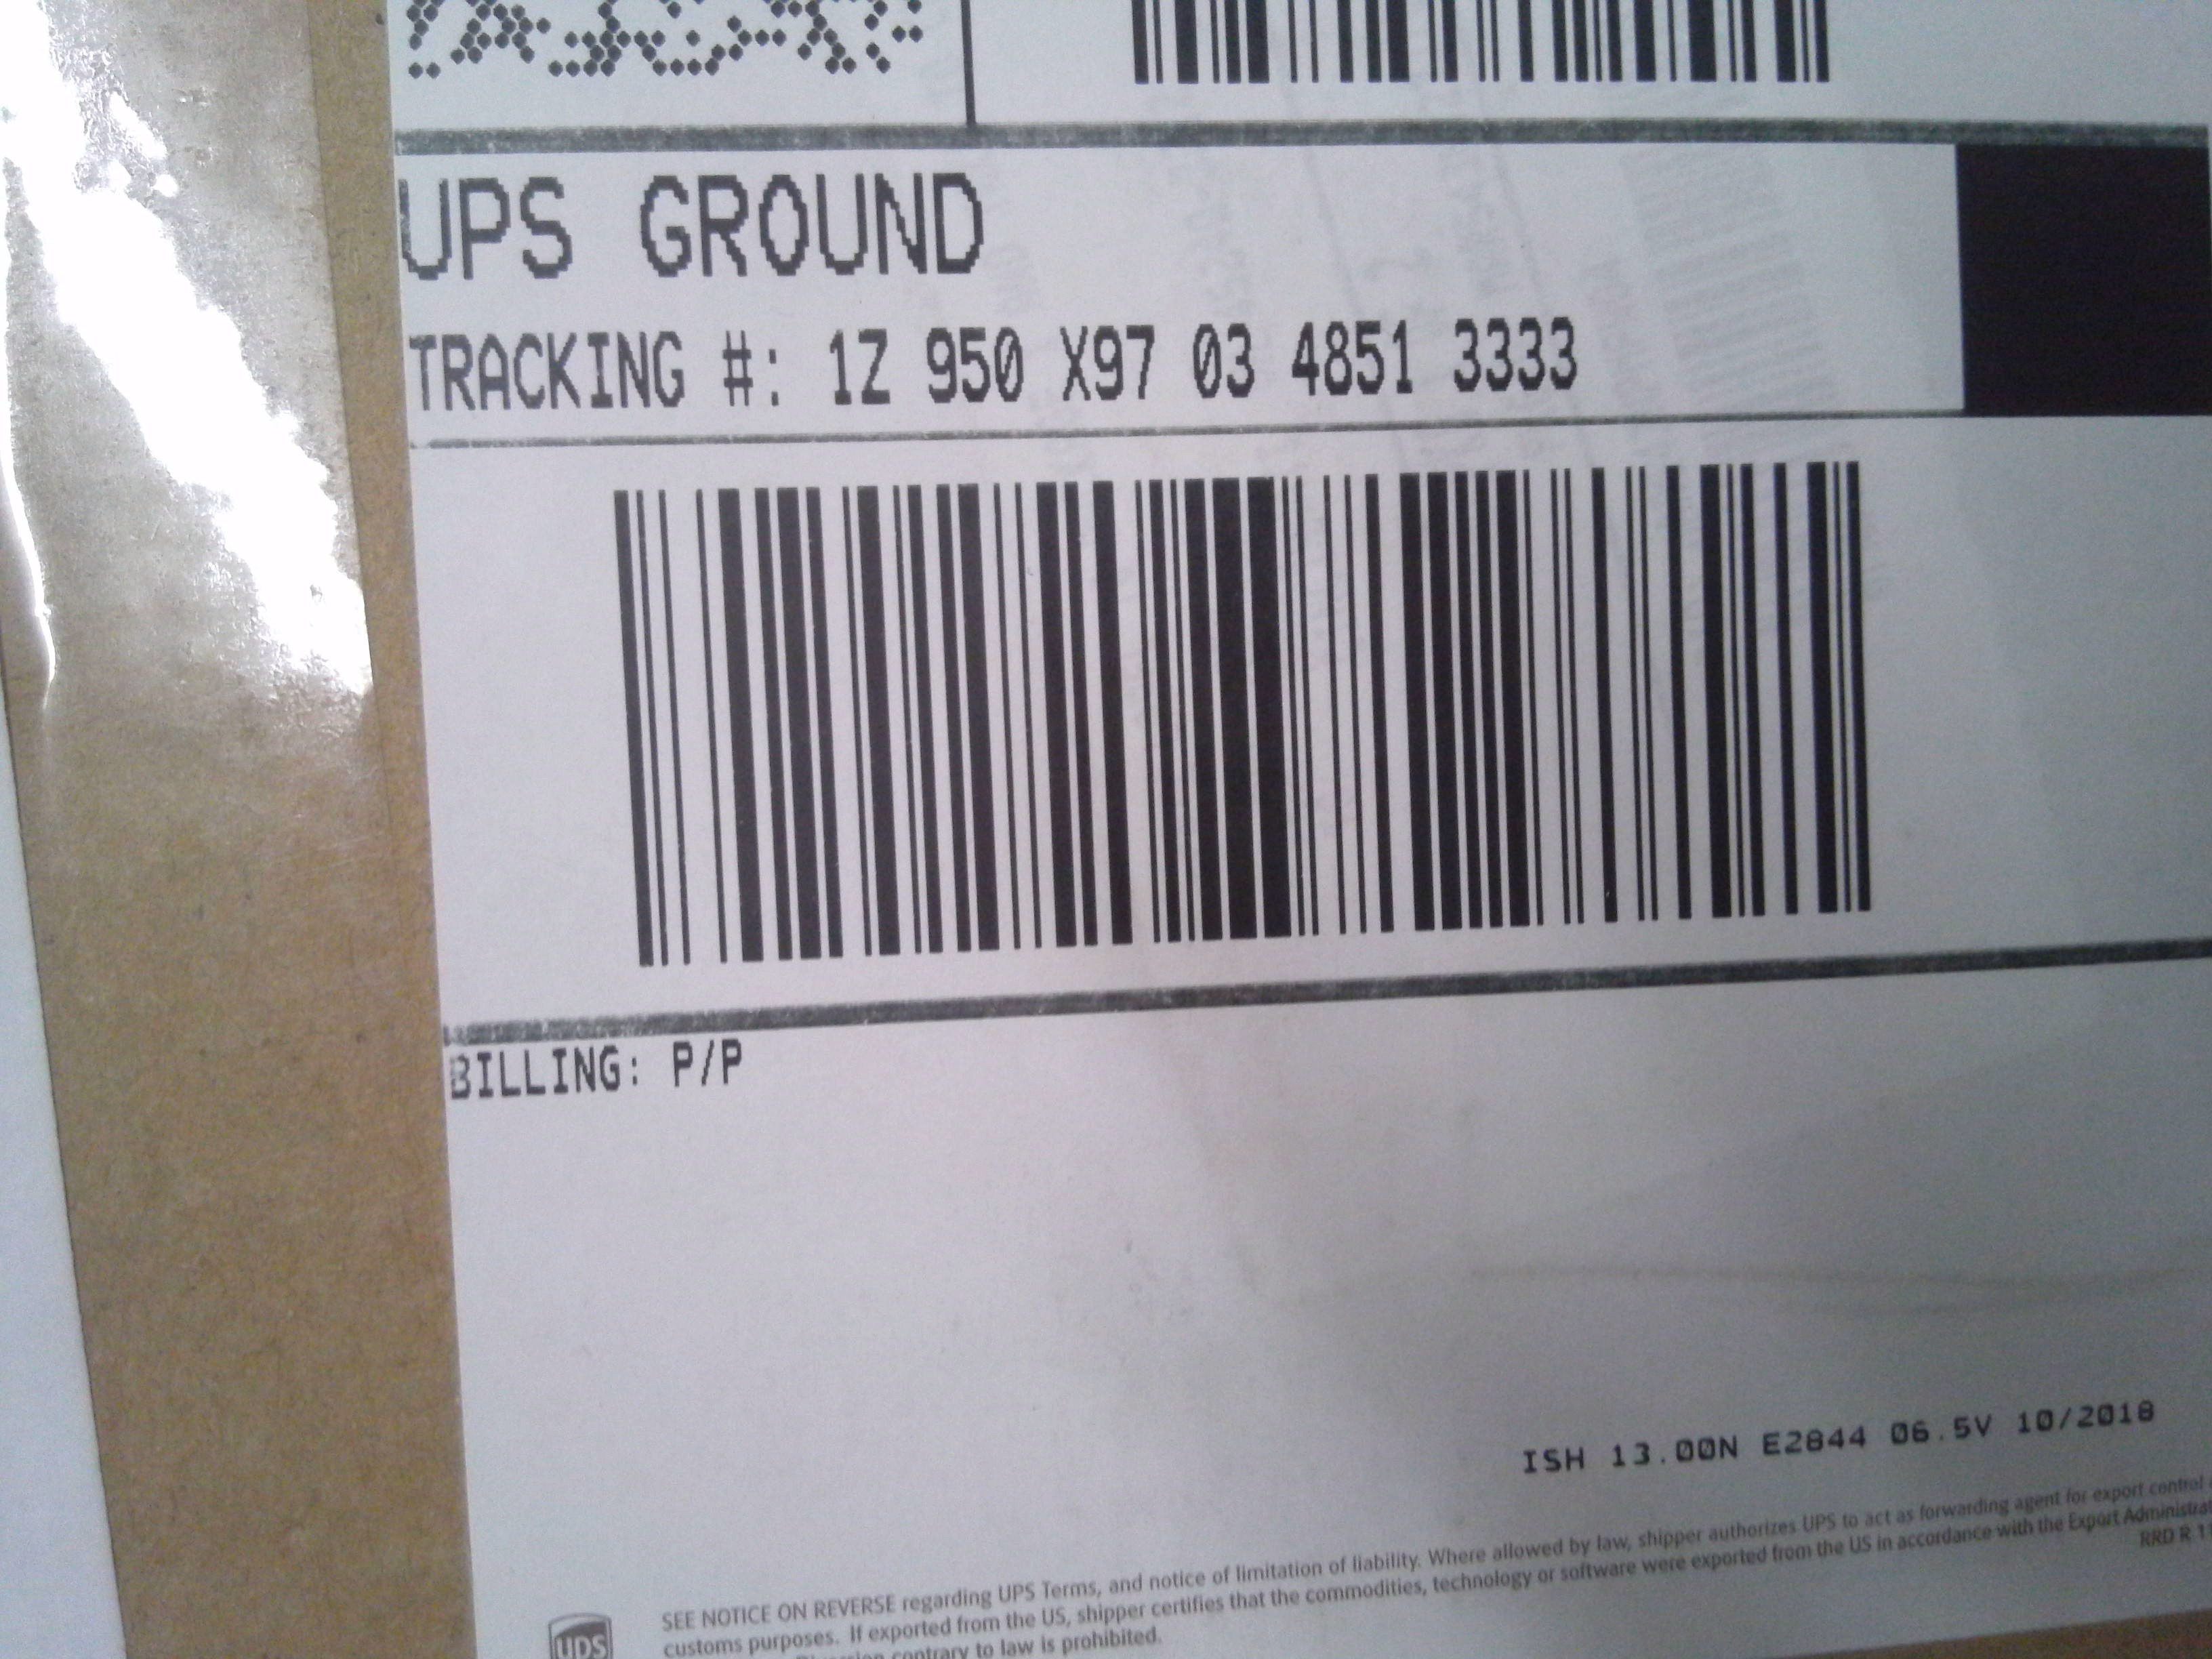 UPS GROUND
TRACKING #: 1Z 950 X97 03 4851 3333
BILLING: P/P
ISH 13.00N E2844 06.5V 10/2018
SEE NOTICE ON REVERSE regarding UPS Terms, and notice of limitation of liability. Where allowed by law, shipper authorizes UPS to act as forwarding agent for export control
customs purposes. If exported from the US, shipper certifies that the commodities, technology or software were exported from the US in accordance with the Export Administrat
contrary to law is prohibited.
RRD R 1
ups